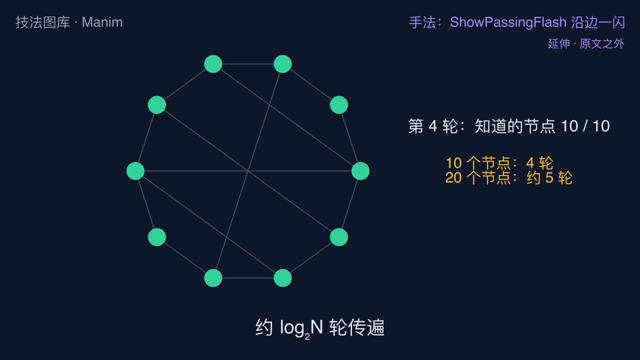 技法图库 · Manim
手法：ShowPassingFlash 沿边一闪
延伸 · 原文之外
第 4 轮：知道的节点 10 / 10
10 个节点：4 轮
20 个节点：约 5 轮
约 log₂N 轮传遍